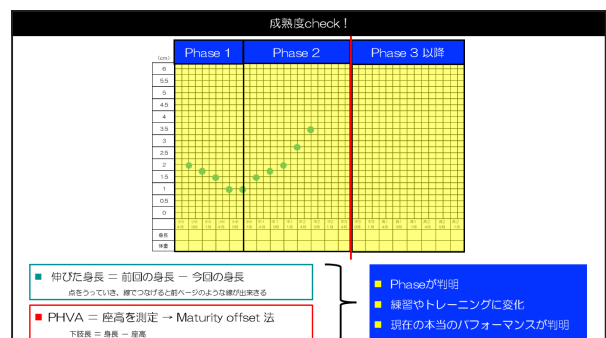 成熟度check！
Phase 1
Phase 2
Phase 3 以降
(cm)
6
5.5
5
4.5
4
3.5
3
2.5
2
1.5
1
0.5
0
身長
体重
■ 伸びた身長 ＝ 前回の身長 － 今回の身長
点をうっていき、線でつなげると前ページのような線が出来きる
■ PHVA ＝ 座高を測定 → Maturity offset 法
下肢長 ＝ 身長 － 座高
■ Phaseが判明
■ 練習やトレーニングに変化
■ 現在の本当のパフォーマンスが判明